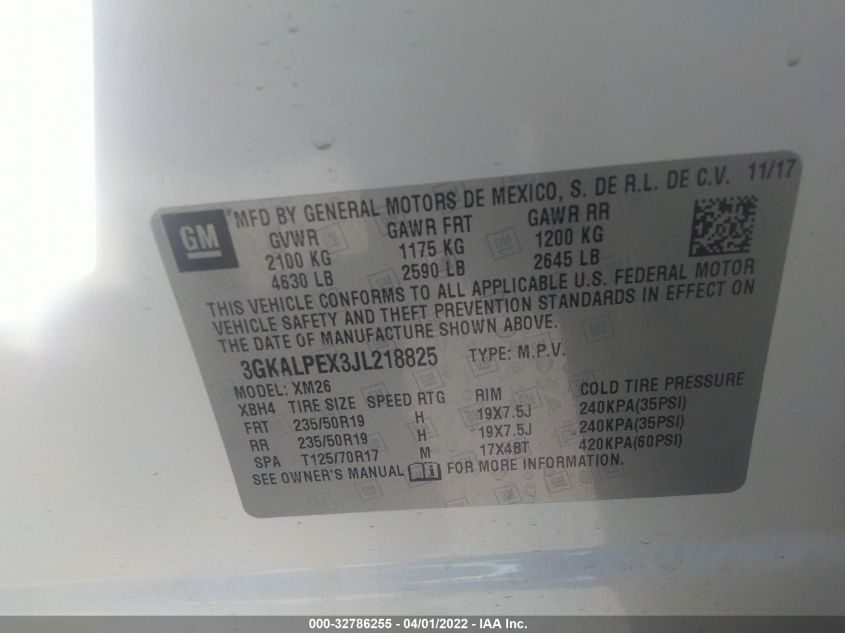 GM
MFD BY GENERAL MOTORS DE MEXICO, S. DE R.L. DE C.V. 11/17
GVWR GAWR FRT GAWR RR
2100 KG 1175 KG 1200 KG
4630 LB 2590 LB 2645 LB
THIS VEHICLE CONFORMS TO ALL APPLICABLE U.S. FEDERAL MOTOR
VEHICLE SAFETY AND THEFT PREVENTION STANDARDS IN EFFECT ON
THE DATE OF MANUFACTURE SHOWN ABOVE.
3GKALPEX3JL218825 TYPE: M.P.V.
MODEL: XM26
XBH4 TIRE SIZE SPEED RTG RIM COLD TIRE PRESSURE
FRT 235/50R19 H 19X7.5J 240KPA(35PSI)
RR 235/50R19 H 19X7.5J 240KPA(35PSI)
SPA T125/70R17 M 17X4BT 420KPA(60PSI)
SEE OWNER'S MANUAL FOR MORE INFORMATION.
000-32786255 - 04/01/2022 - IAA Inc.